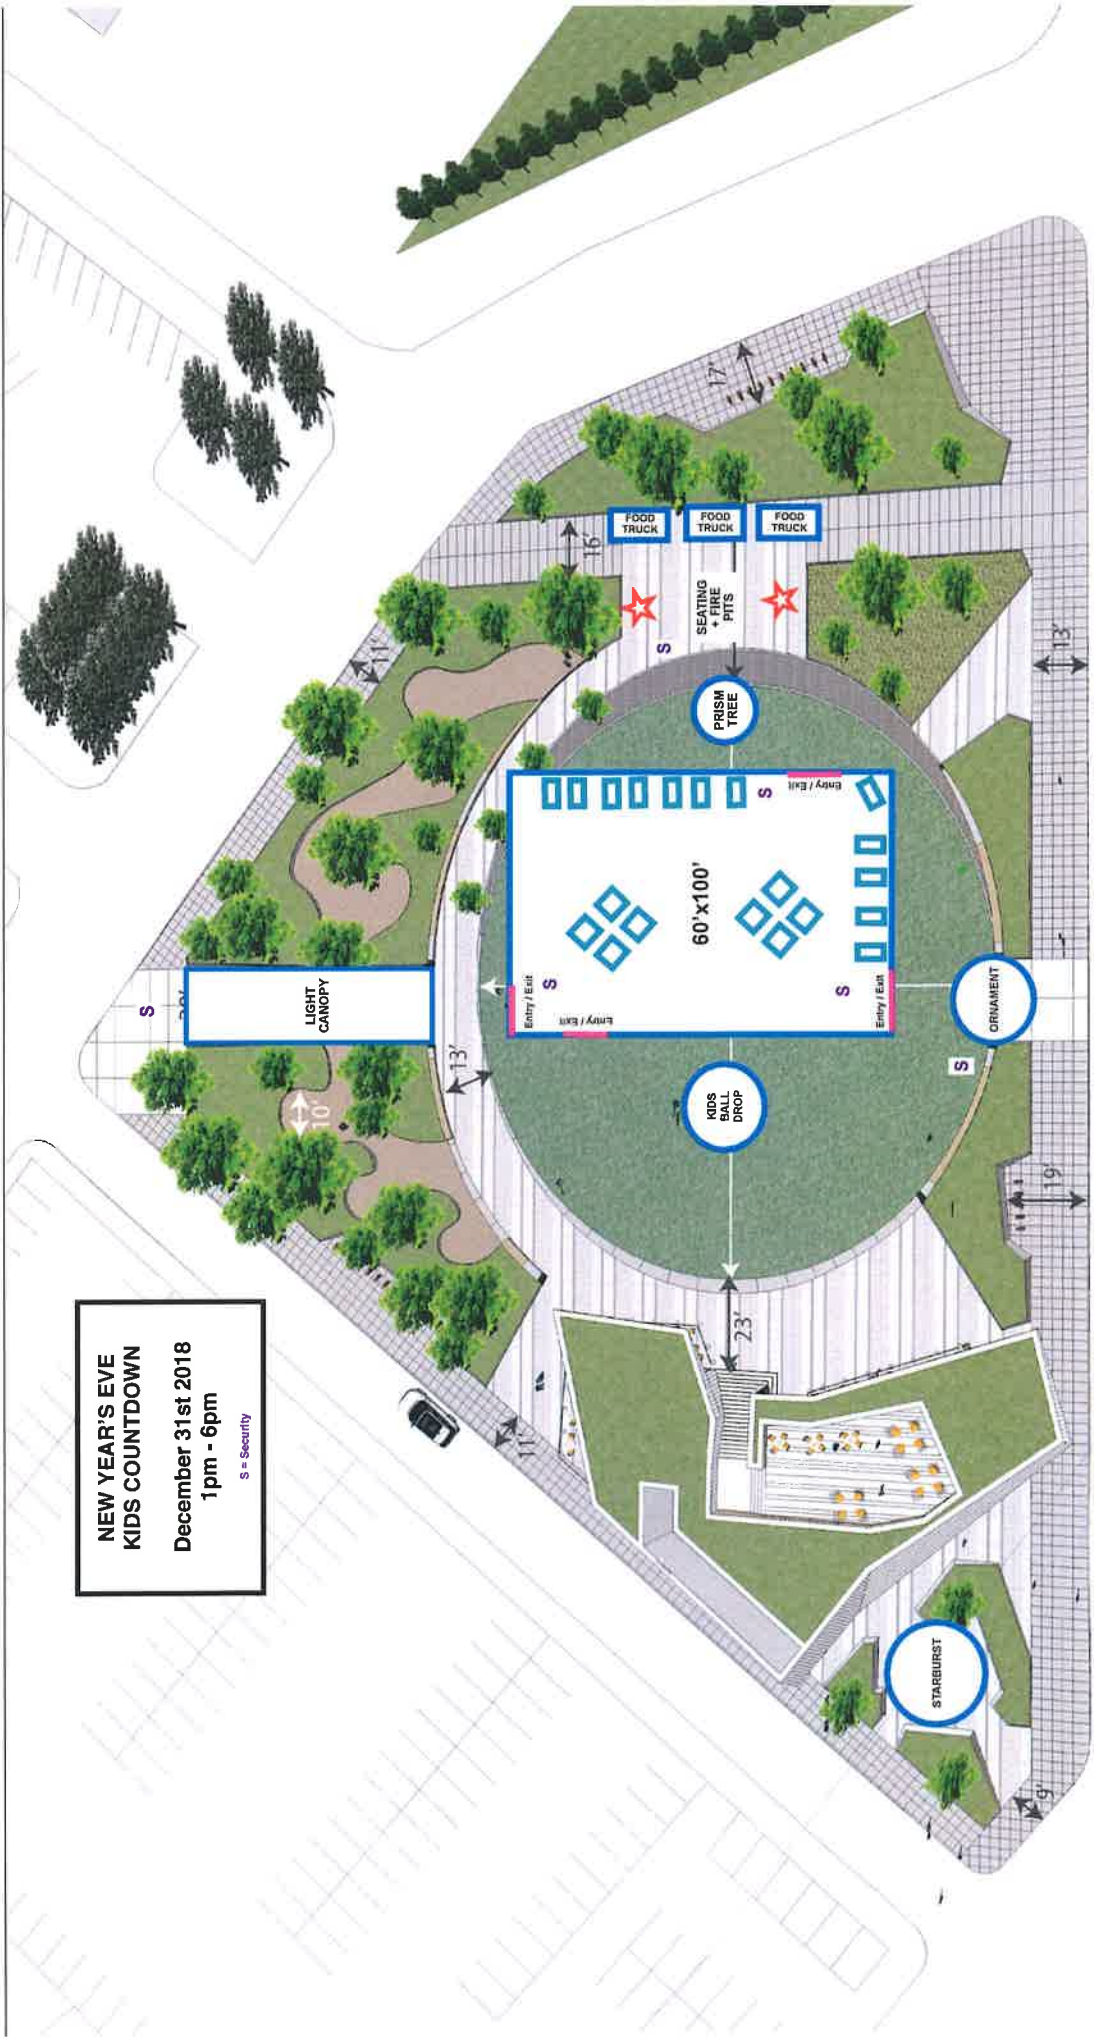 NEW YEAR'S EVE
KIDS COUNTDOWN
December 31st 2018
1pm - 6pm
S = Security
S
LIGHT
CANOPY
11'
10'
13'
11'
16'
FOOD
TRUCK
FOOD
TRUCK
FOOD
TRUCK
17'
SEATING
+ FIRE
PITS
S
PRISM
TREE
Entry / Exit
S
Entry / Exit
S
Entry / Exit
S
Entry / Exit
60'x100'
KIDS
BALL
DROP
ORNAMENT
S
23'
13'
19'
STARBURST
9'